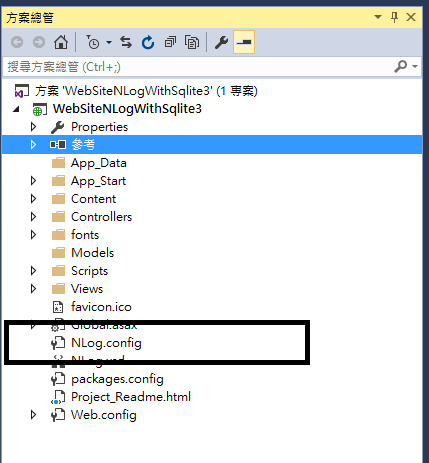 方案總管
搜尋方案總管 (Ctrl+;)
方案 'WebSiteNLogWithSqlite3' (1 專案)
WebSiteNLogWithSqlite3
Properties
參考
App_Data
App_Start
Content
Controllers
fonts
Models
Scripts
Views
favicon.ico
Global.asax
NLog.config
NLog.xsd
packages.config
Project_Readme.html
Web.config